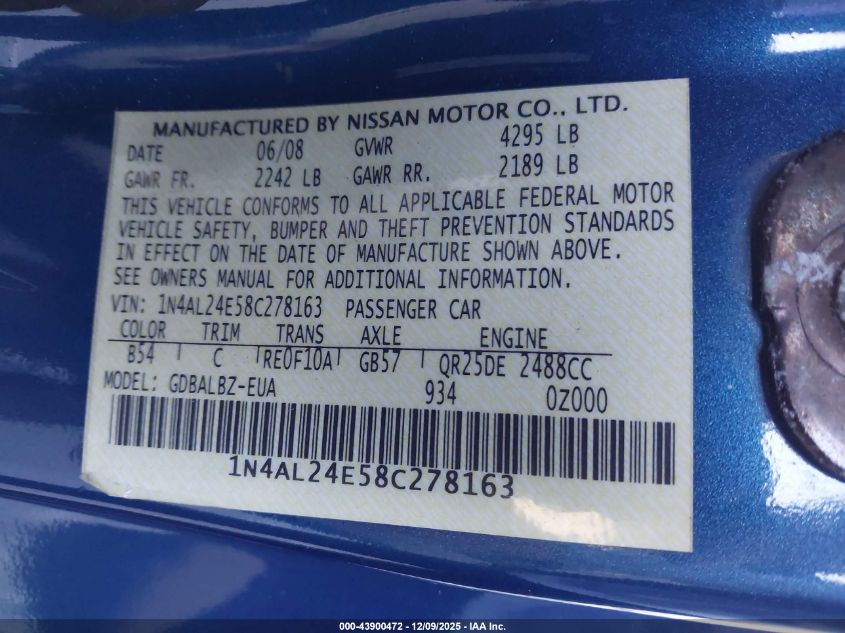 MANUFACTURED BY NISSAN MOTOR CO., LTD.
DATE 06/08 GVWR 4295 LB
GAWR FR. 2242 LB GAWR RR. 2189 LB
THIS VEHICLE CONFORMS TO ALL APPLICABLE FEDERAL MOTOR
VEHICLE SAFETY, BUMPER AND THEFT PREVENTION STANDARDS
IN EFFECT ON THE DATE OF MANUFACTURE SHOWN ABOVE.
SEE OWNERS MANUAL FOR ADDITIONAL INFORMATION.
VIN: 1N4AL24E58C278163 PASSENGER CAR
COLOR TRIM TRANS AXLE ENGINE
B54 C RE0F10A GB57 QR25DE 2488CC
MODEL: GDBALBZ-EUA 934 0Z000
1N4AL24E58C278163
000-43900472 - 12/09/2025 - IAA Inc.